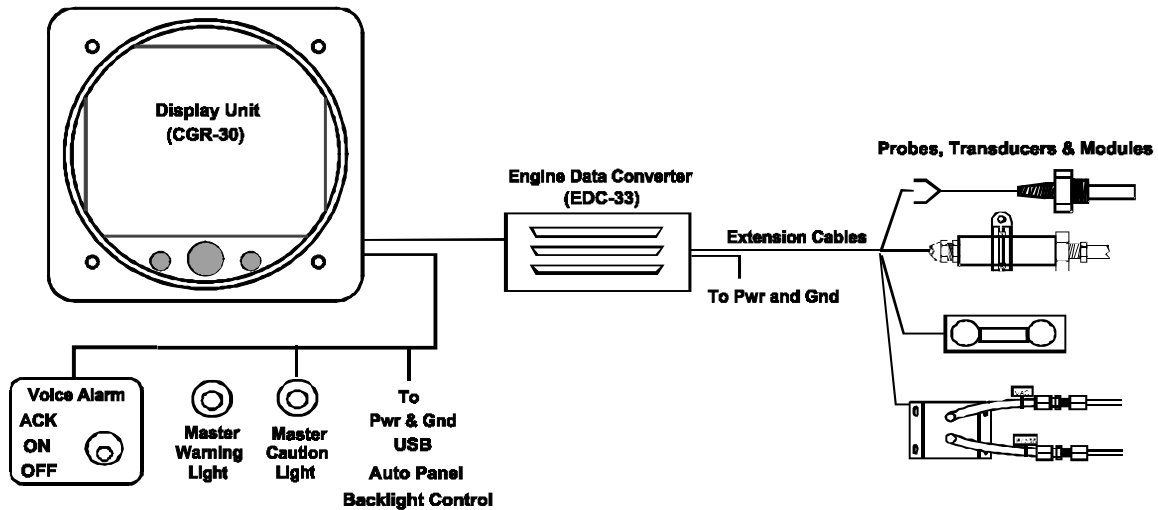 Display Unit
(CGR-30)
Probes, Transducers & Modules
Engine Data Converter
(EDC-33)
Extension Cables
To Pwr and Gnd
Voice Alarm
ACK
ON
OFF
Master
Warning
Light
Master
Caution
Light
To
Pwr & Gnd
USB
Auto Panel
Backlight Control